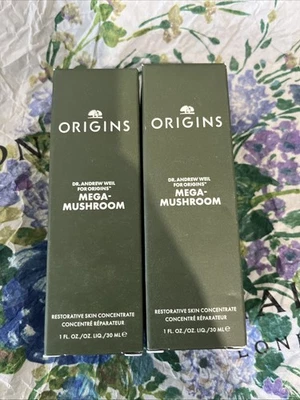 ORIGINS
DR. ANDREW WEIL
FOR ORIGINS™
MEGA-
MUSHROOM
RESTORATIVE SKIN CONCENTRATE
CONCENTRÉ RÉPARATEUR
1 FL. OZ./OZ. LIQ./30 ML ℮
ORIGINS
DR. ANDREW WEIL
FOR ORIGINS™
MEGA-
MUSHROOM
RESTORATIVE SKIN CONCENTRATE
CONCENTRÉ RÉPARATEUR
1 FL. OZ./OZ. LIQ./30 ML ℮
LONDON